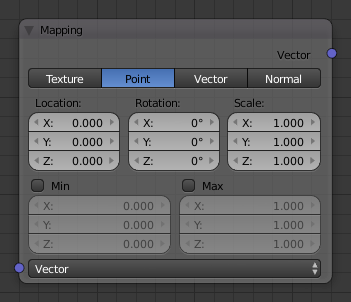 Mapping
Vector
Texture Point Vector Normal
Location: Rotation: Scale:
X: 0.000 X: 0° X: 1.000
Y: 0.000 Y: 0° Y: 1.000
Z: 0.000 Z: 0° Z: 1.000
Min Max
X: 0.000 X: 1.000
Y: 0.000 Y: 1.000
Z: 0.000 Z: 1.000
Vector